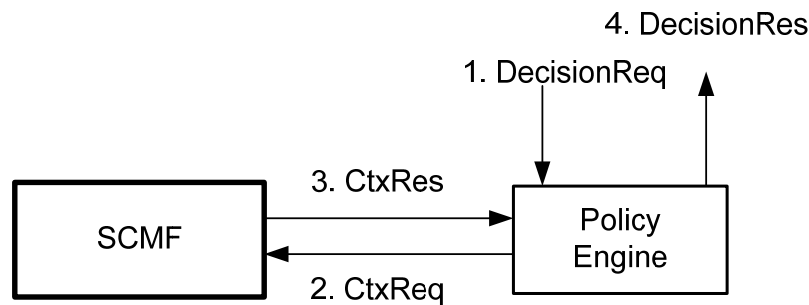 4. DecisionRes
1. DecisionReq
3. CtxRes
SCMF
Policy
Engine
2. CtxReq